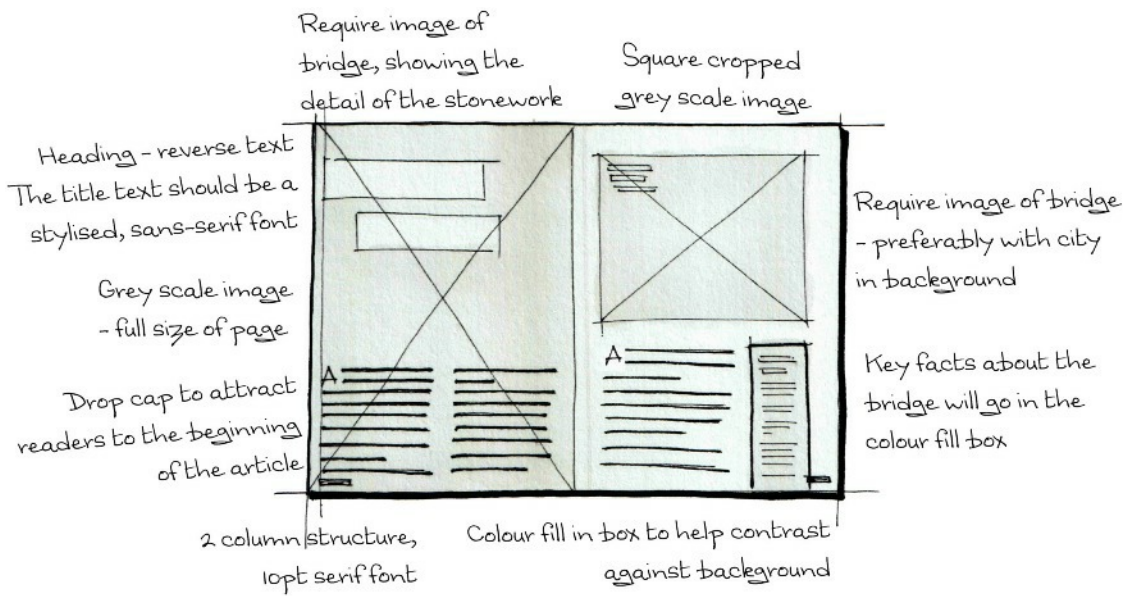 Require image of
bridge, showing the
detail of the stonework
Square cropped
grey scale image
Heading - reverse text
The title text should be a
stylised, sans-serif font
Grey scale image
- full size of page
Drop cap to attract
readers to the beginning
of the article
A
A
Require image of bridge
- preferably with city
in background
Key facts about the
bridge will go in the
colour fill box
2 column structure,
10pt serif font
Colour fill in box to help contrast
against background